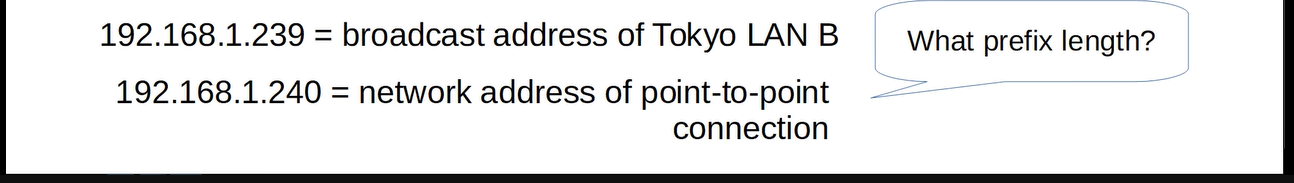 192.168.1.239 = broadcast address of Tokyo LAN B
What prefix length?
192.168.1.240 = network address of point-to-point
connection